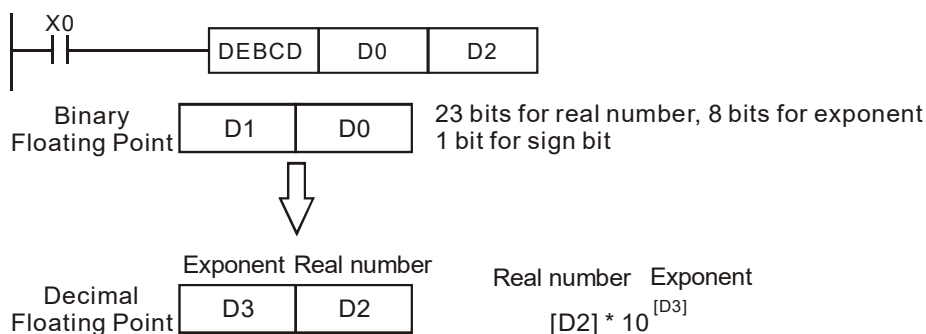 X0
DEBCD D0 D2
Binary
Floating Point
D1 D0
23 bits for real number, 8 bits for exponent
1 bit for sign bit
Exponent Real number
Decimal
Floating Point
D3 D2
Real number Exponent
[D2] * 10 [D3]